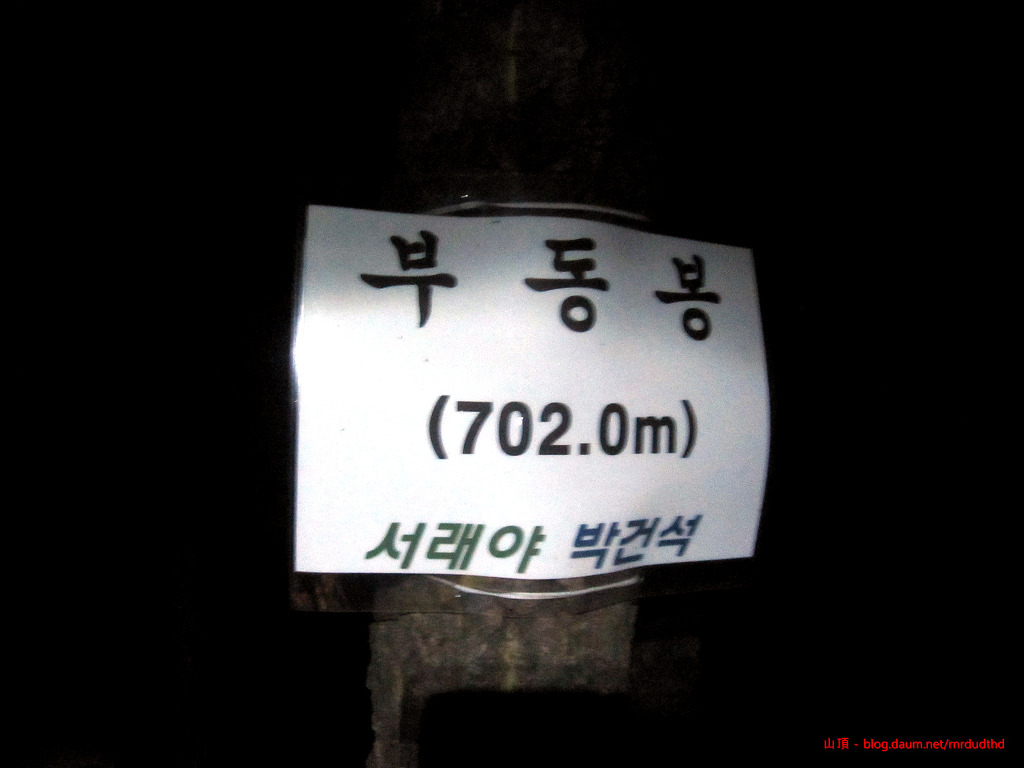 부동봉
(702.0m)
서래야 박건석
山頂 - blog.daum.net/mrdudthd